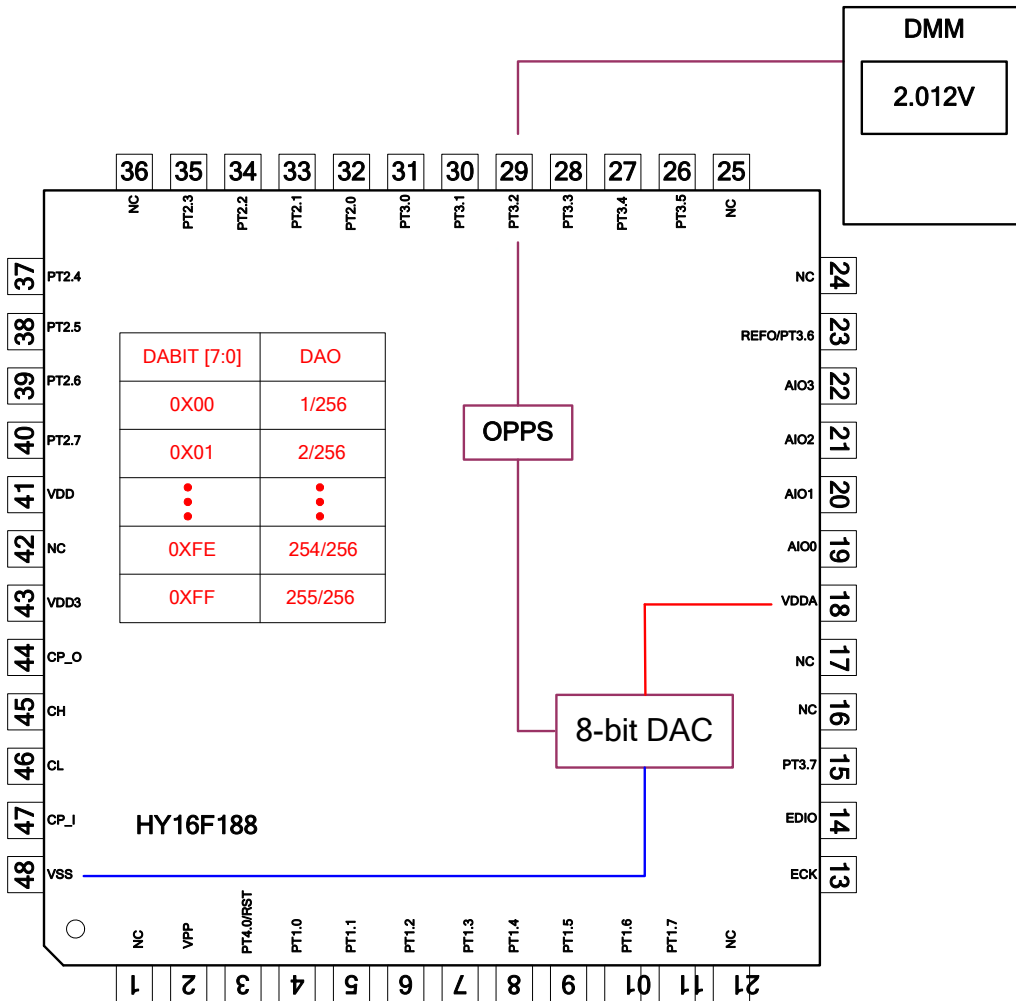 DMM
2.012V
36
35
34
33
32
31
30
29
28
27
26
25
NC
PT2.3
PT2.2
PT2.1
PT2.0
PT3.0
PT3.1
PT3.2
PT3.3
PT3.4
PT3.5
NC
37 PT2.4
38 PT2.5
39 PT2.6
40 PT2.7
41 VDD
42 NC
43 VDD3
44 CP_O
45 CH
46 CL
47 CP_I
48 VSS
DABIT [7:0] DAO
0X00 1/256
0X01 2/256
0XFE 254/256
0XFF 255/256
OPPS
8-bit DAC
HY16F188
NC 24
REFO/PT3.6 23
AIO3 22
AIO2 21
AIO1 20
AIO0 19
VDDA 18
NC 17
NC 16
PT3.7 15
EDIO 14
ECK 13
NC
VPP
PT4.0/RST
PT1.0
PT1.1
PT1.2
PT1.3
PT1.4
PT1.5
PT1.6
PT1.7
NC
1
2
3
4
5
6
7
8
9
10
11
12